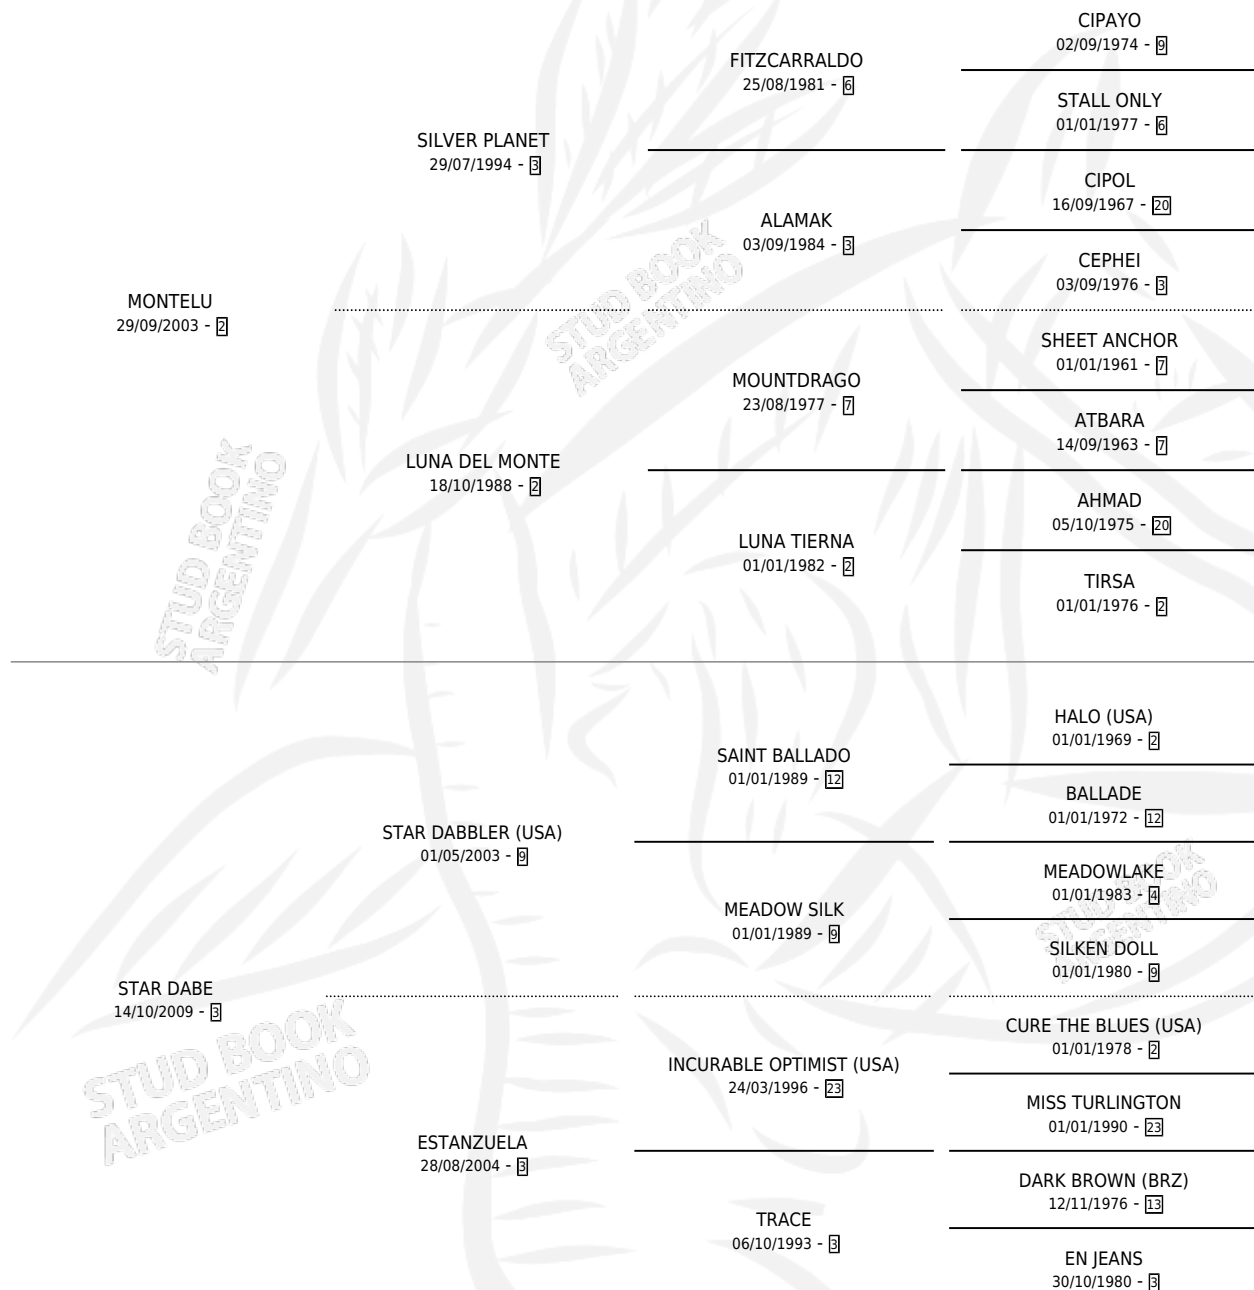 CIPAYO
02/09/1974 - 9
FITZCARRALDO
25/08/1981 - 6
STALL ONLY
01/01/1977 - 6
SILVER PLANET
29/07/1994 - 3
CIPOL
16/09/1967 - 20
ALAMAK
03/09/1984 - 3
CEPHEI
03/09/1976 - 3
MONTELU
29/09/2003 - 2
SHEET ANCHOR
01/01/1961 - 7
MOUNTDRAGO
23/08/1977 - 7
ATBARA
14/09/1963 - 7
LUNA DEL MONTE
18/10/1988 - 2
AHMAD
05/10/1975 - 20
LUNA TIERNA
01/01/1982 - 2
TIRSA
01/01/1976 - 2
STUD BOOK
ARGENTINO
STUD BOOK
ARGENTINO
HALO (USA)
01/01/1969 - 2
SAINT BALLADO
01/01/1989 - 12
BALLADE
01/01/1972 - 12
STAR DABBLER (USA)
01/05/2003 - 9
MEADOWLAKE
01/01/1983 - 4
MEADOW SILK
01/01/1989 - 9
SILKEN DOLL
01/01/1980 - 9
STUD BOOK
ARGENTINO
STAR DABE
14/10/2009 - 3
CURE THE BLUES (USA)
01/01/1978 - 2
INCURABLE OPTIMIST (USA)
24/03/1996 - 23
MISS TURLINGTON
01/01/1990 - 23
ESTANZUELA
28/08/2004 - 3
DARK BROWN (BRZ)
12/11/1976 - 13
TRACE
06/10/1993 - 3
EN JEANS
30/10/1980 - 3
STUD BOOK
ARGENTINO